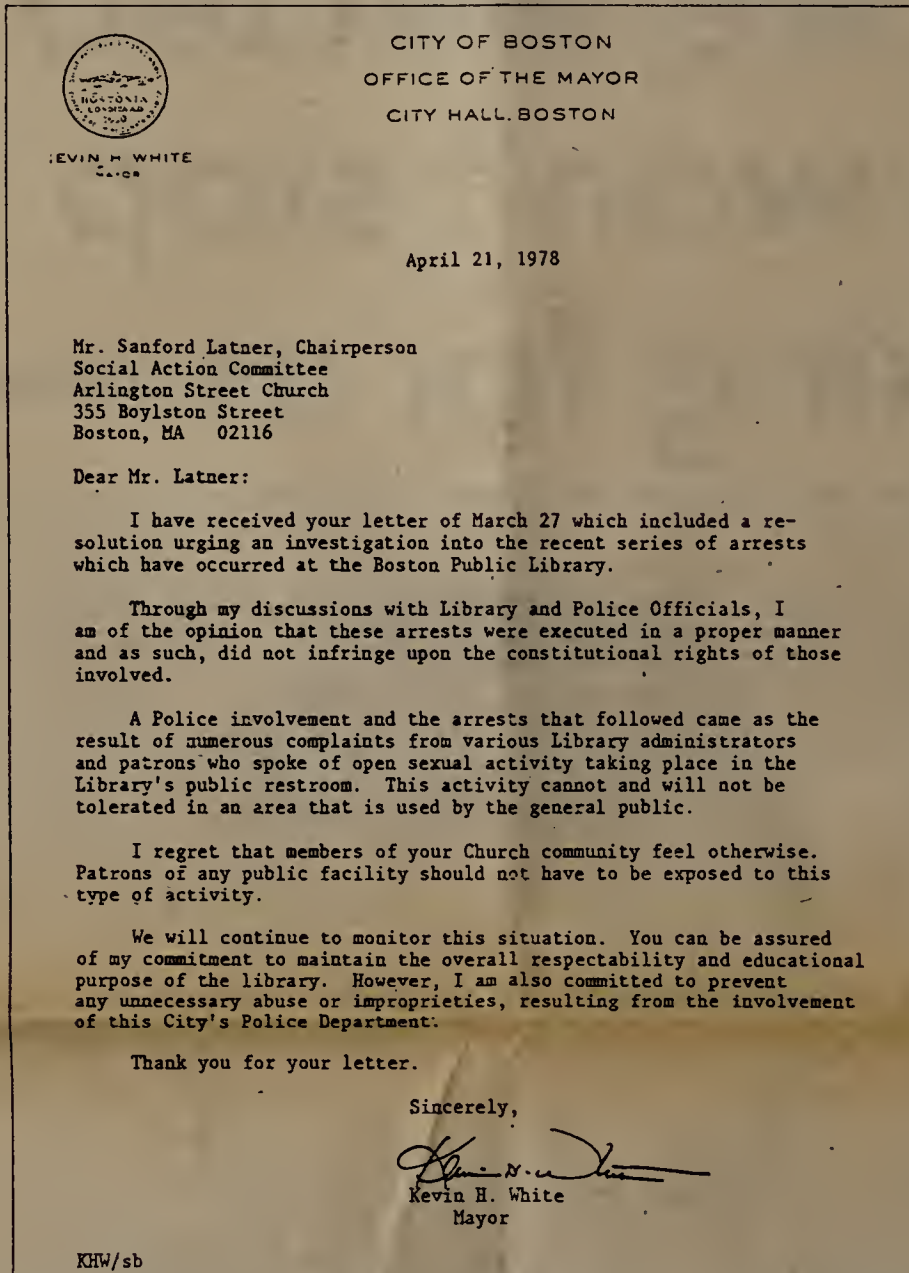 CITY OF BOSTON
OFFICE OF THE MAYOR
CITY HALL. BOSTON
BOSTONIA
EVIN H WHITE
April 21, 1978
Mr. Sanford Latner, Chairperson
Social Action Committee
Arlington Street Church
355 Boylston Street
Boston, MA 02116
Dear Mr. Latner:
I have received your letter of March 27 which included a re-
solution urging an investigation into the recent series of arrests
which have occurred at the Boston Public Library.
Through my discussions with Library and Police Officials, I
am of the opinion that these arrests were executed in a proper manner
and as such, did not infringe upon the constitutional rights of those
involved.
A Police involvement and the arrests that followed came as the
result of numerous complaints from various Library administrators
and patrons who spoke of open sexual activity taking place in the
Library's public restroom. This activity cannot and will not be
tolerated in an area that is used by the general public.
I regret that members of your Church community feel otherwise.
Patrons of any public facility should not have to be exposed to this
type of activity.
We will continue to monitor this situation. You can be assured
of my commitment to maintain the overall respectability and educational
purpose of the library. However, I am also committed to prevent
any unnecessary abuse or improprieties, resulting from the involvement
of this City's Police Department.
Thank you for your letter.
Sincerely,
Kevin H. White
Kevin H. White
Mayor
KHW/sb